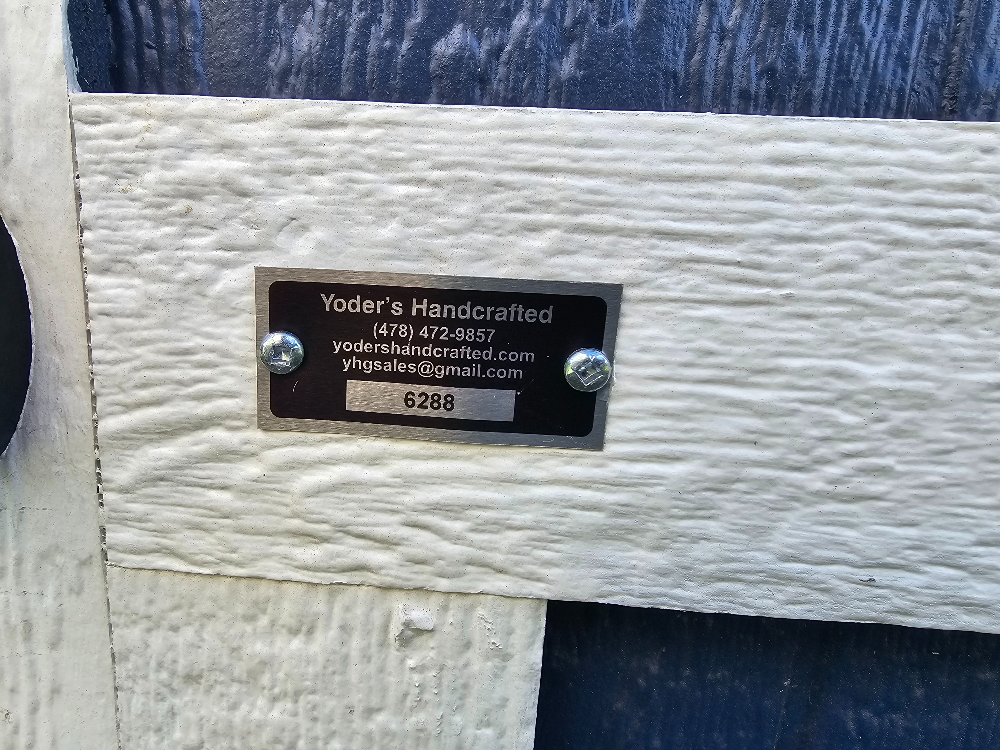 Yoder's Handcrafted
(478) 472-9857
yodershandcrafted.com
yhgsales@gmail.com
6288